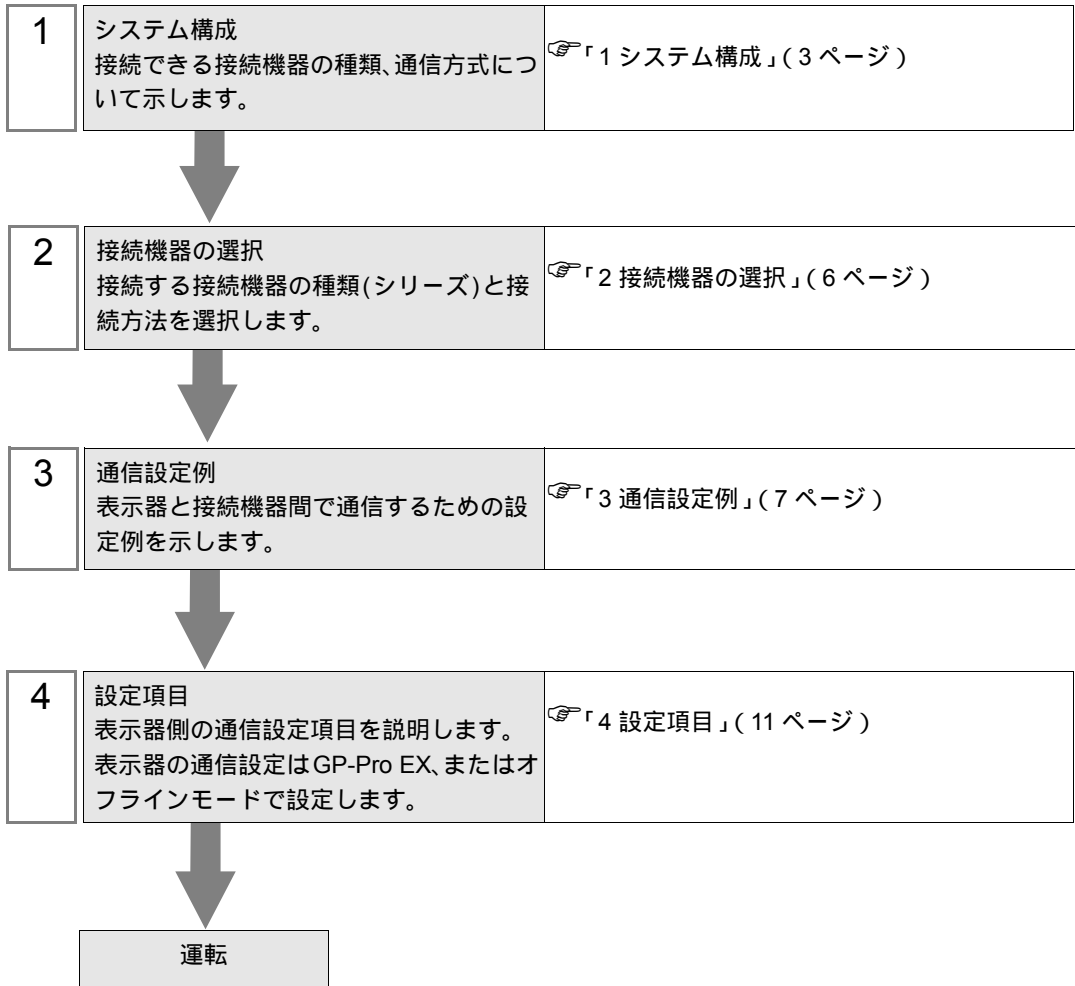 1
システム構成
接続できる接続機器の種類、通信方式につ
いて示します。
☞「1 システム構成」(3 ページ)
2
接続機器の選択
接続する接続機器の種類(シリーズ)と接
続方法を選択します。
☞「2 接続機器の選択」(6 ページ)
3
通信設定例
表示器と接続機器間で通信するための設
定例を示します。
☞「3 通信設定例」(7 ページ)
4
設定項目
表示器側の通信設定項目を説明します。
表示器の通信設定はGP-Pro EX、またはオ
フラインモードで設定します。
☞「4 設定項目」(11 ページ)
運転